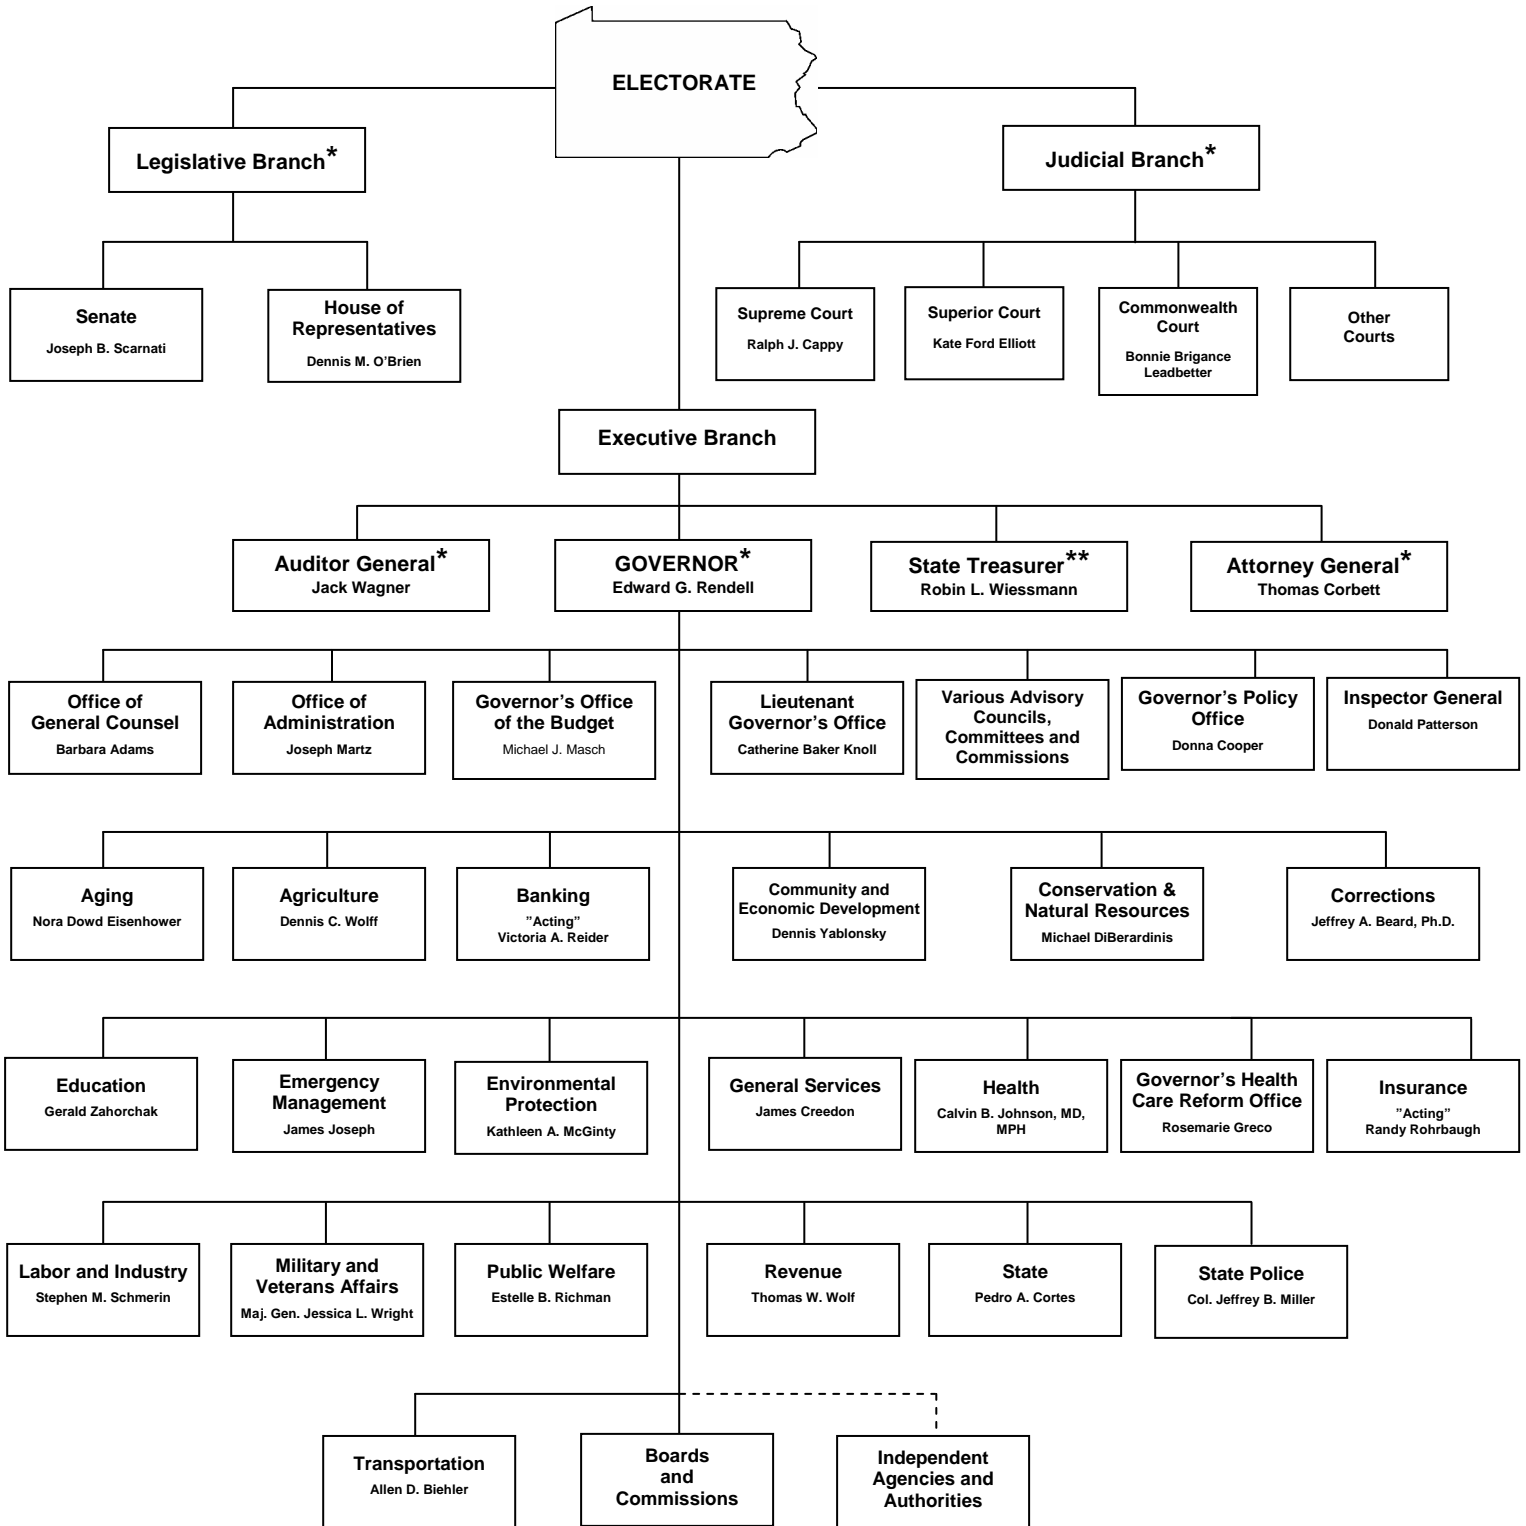 ELECTORATE
Legislative Branch*
Judicial Branch*
Senate
Joseph B. Scarnati
House of
Representatives
Dennis M. O’Brien
Supreme Court
Ralph J. Cappy
Superior Court
Kate Ford Elliott
Commonwealth
Court
Bonnie Brigance
Leadbetter
Other
Courts
Executive Branch
Auditor General*
Jack Wagner
GOVERNOR*
Edward G. Rendell
State Treasurer**
Robin L. Wiessmann
Attorney General*
Thomas Corbett
Office of
General Counsel
Barbara Adams
Office of
Administration
Joseph Martz
Governor’s Office
of the Budget
Michael J. Masch
Lieutenant
Governor’s Office
Catherine Baker Knoll
Various Advisory
Councils,
Committees and
Commissions
Governor’s Policy
Office
Donna Cooper
Inspector General
Donald Patterson
Aging
Nora Dowd Eisenhower
Agriculture
Dennis C. Wolff
Banking
”Acting”
Victoria A. Reider
Community and
Economic Development
Dennis Yablonsky
Conservation &
Natural Resources
Michael DiBerardinis
Corrections
Jeffrey A. Beard, Ph.D.
Education
Gerald Zahorchak
Emergency
Management
James Joseph
Environmental
Protection
Kathleen A. McGinty
General Services
James Creedon
Health
Calvin B. Johnson, MD,
MPH
Governor’s Health
Care Reform Office
Rosemarie Greco
Insurance
”Acting”
Randy Rohrbaugh
Labor and Industry
Stephen M. Schmerin
Military and
Veterans Affairs
Maj. Gen. Jessica L. Wright
Public Welfare
Estelle B. Richman
Revenue
Thomas W. Wolf
State
Pedro A. Cortes
State Police
Col. Jeffrey B. Miller
Transportation
Allen D. Biehler
Boards
and
Commissions
Independent
Agencies and
Authorities